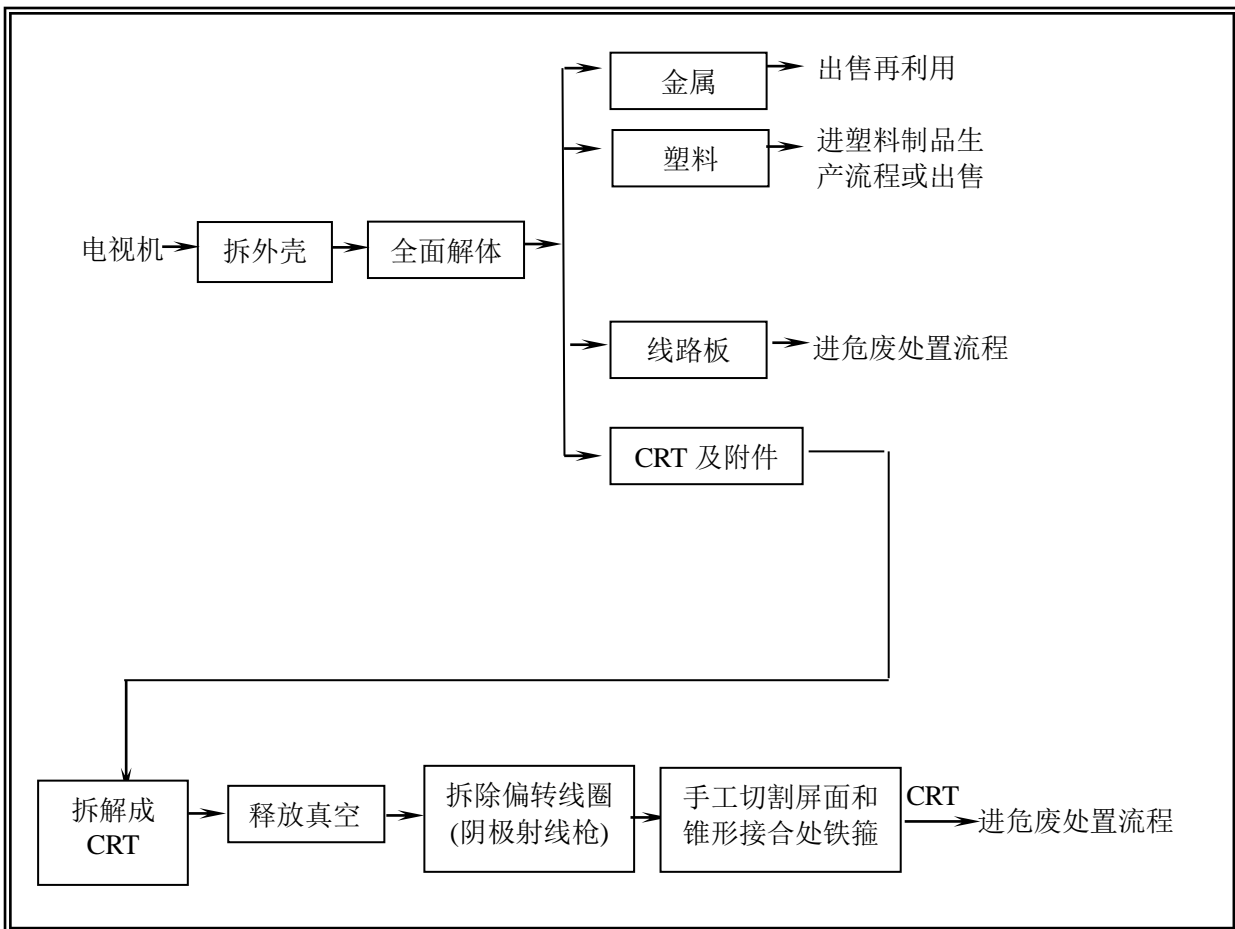 金属
出售再利用
塑料
进塑料制品生
产流程或出售
电视机
拆外壳
全面解体
线路板
进危废处置流程
CRT 及附件
拆解成
CRT
释放真空
拆除偏转线圈
(阴极射线枪)
手工切割屏面和
锥形接合处铁箍
CRT
进危废处置流程